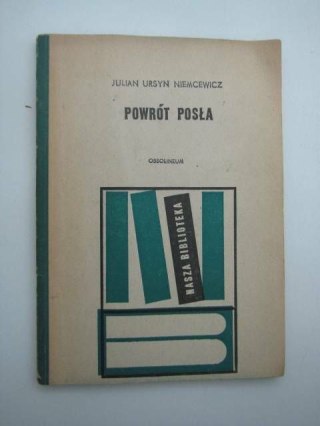 JULIAN URSYN NIEMCEWICZ
POWRÓT POSŁA
OSSOLINEUM
NASZA BIBLIOTEKA